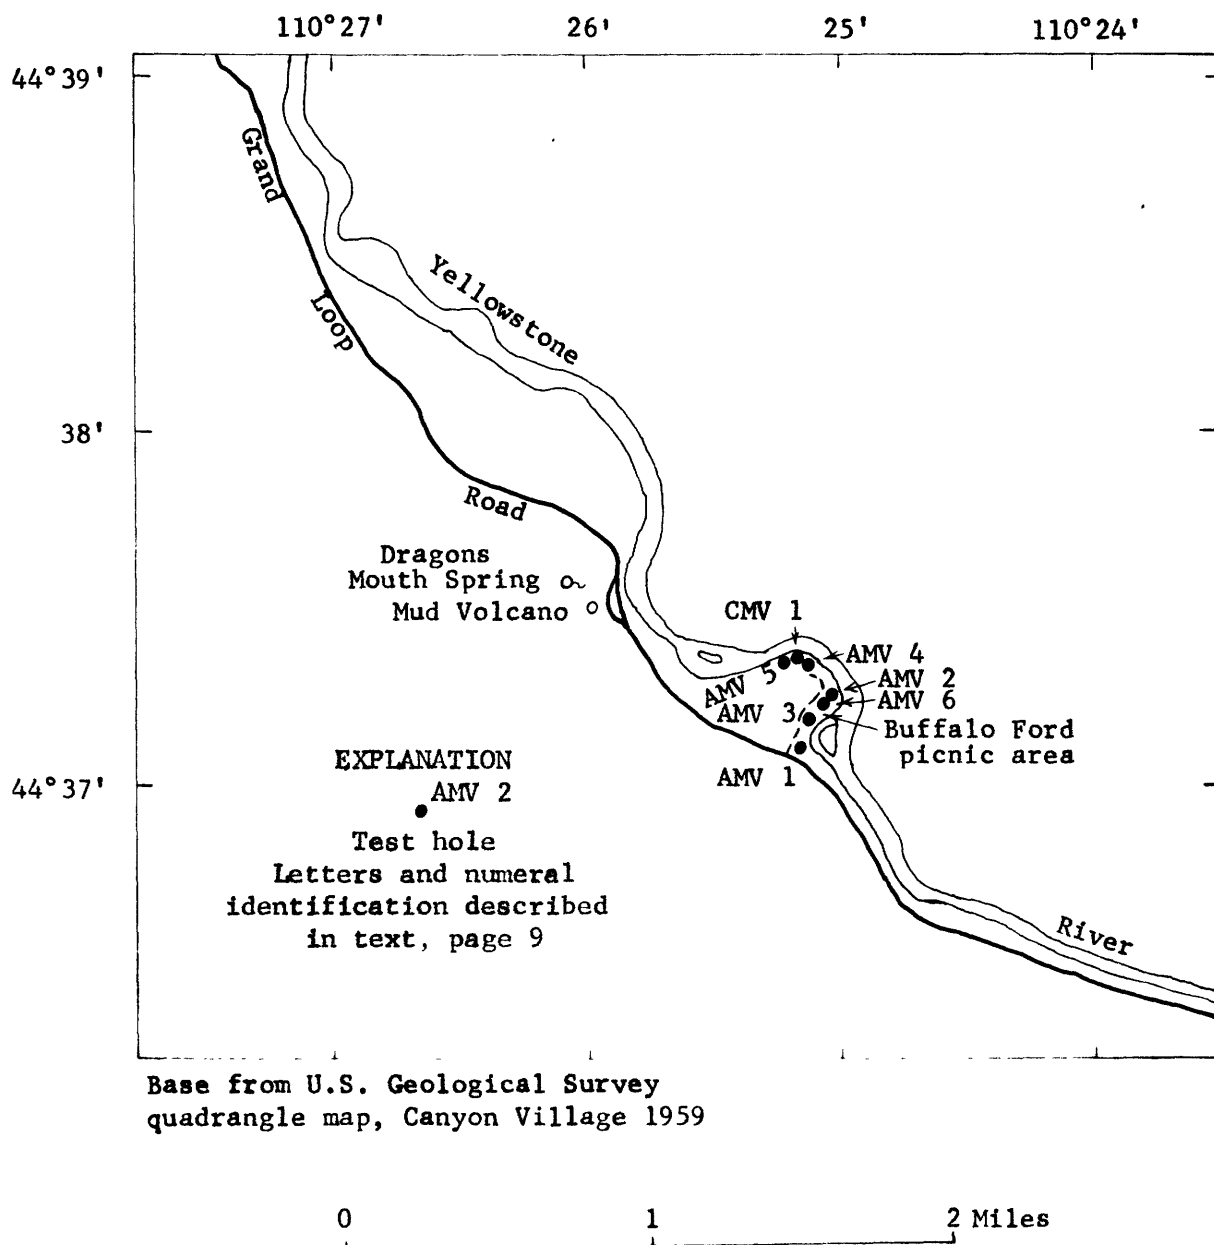 110°27' 26' 25' 110°24'
44°39'
Grand
Loop
Road
Yellowstone
38'
Dragons
Mouth Spring
Mud Volcano
CMV 1
AMV 4
AMV 5
AMV 2
AMV 6
AMV 3
Buffalo Ford
picnic area
AMV 1
44°37'
EXPLANATION
AMV 2
Test hole
Letters and numeral
identification described
in text, page 9
River
Base from U.S. Geological Survey
quadrangle map, Canyon Village 1959
0 1 2 Miles